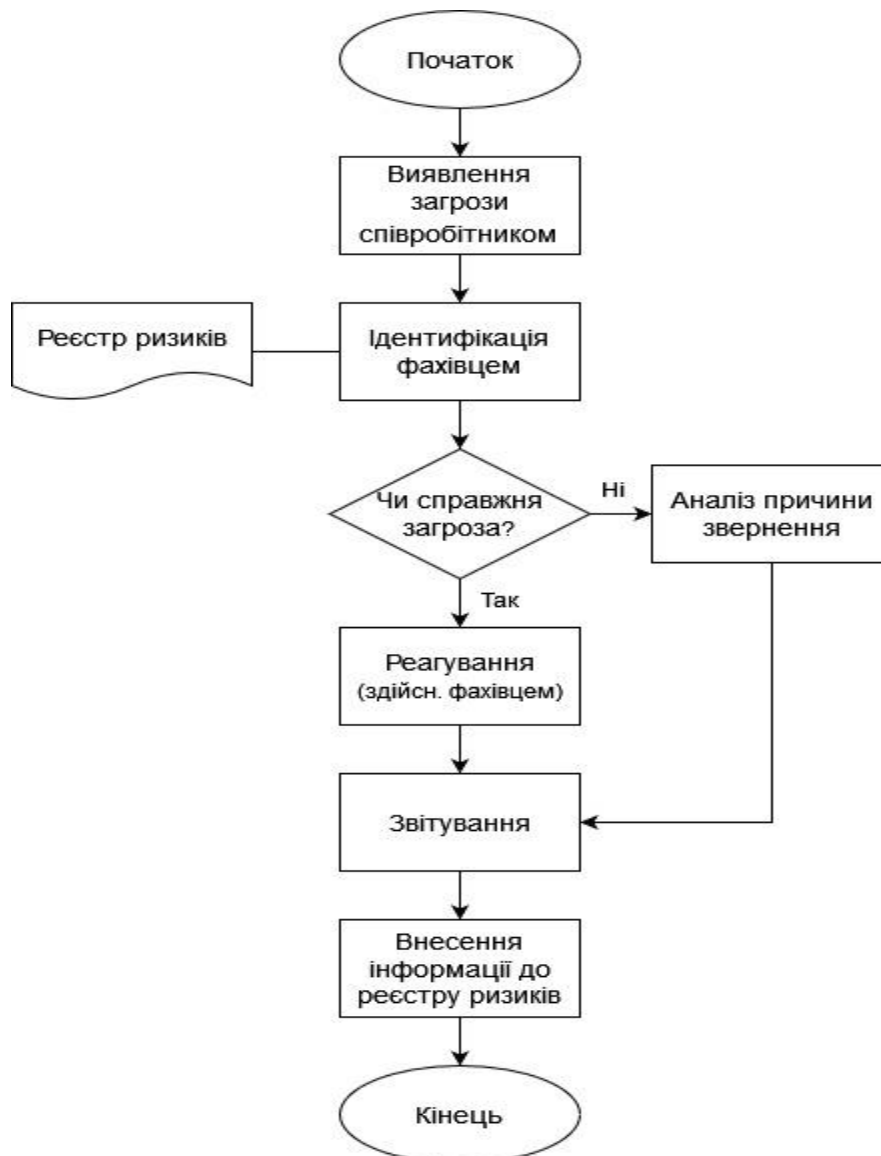 Початок
Виявлення
загрози
співробітником
Реєстр ризиків
Ідентифікація
фахівцем
Чи справжня
загроза?
Ні
Аналіз причини
звернення
Так
Реагування
(здійсн. фахівцем)
Звітування
Внесення
інформації до
реєстру ризиків
Кінець